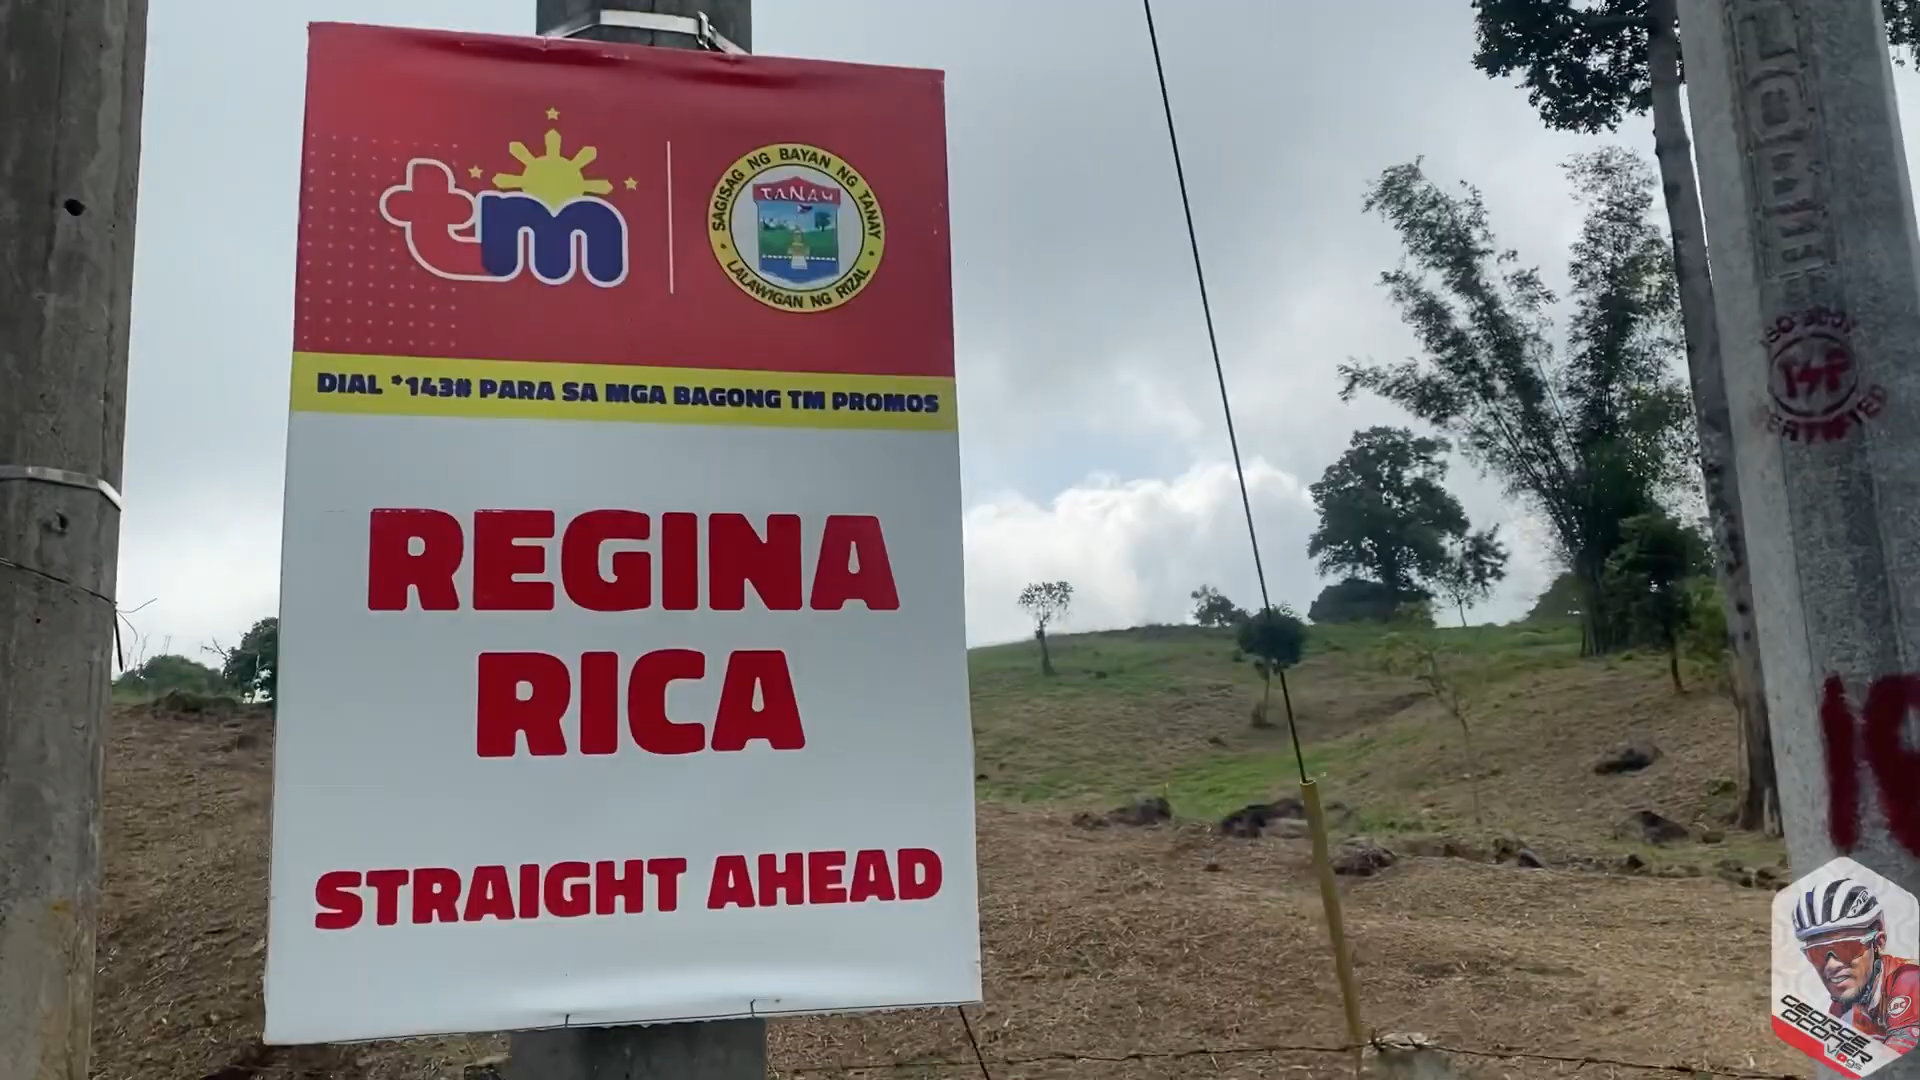 tm
SAGISAG NG BAYAN NG TANAY
TANAY
LALAWIGAN NG RIZAL
DIAL *143# PARA SA MGA BAGONG TM PROMOS
REGINA
RICA
STRAIGHT AHEAD
GEORGE
OCONER
VLOGS